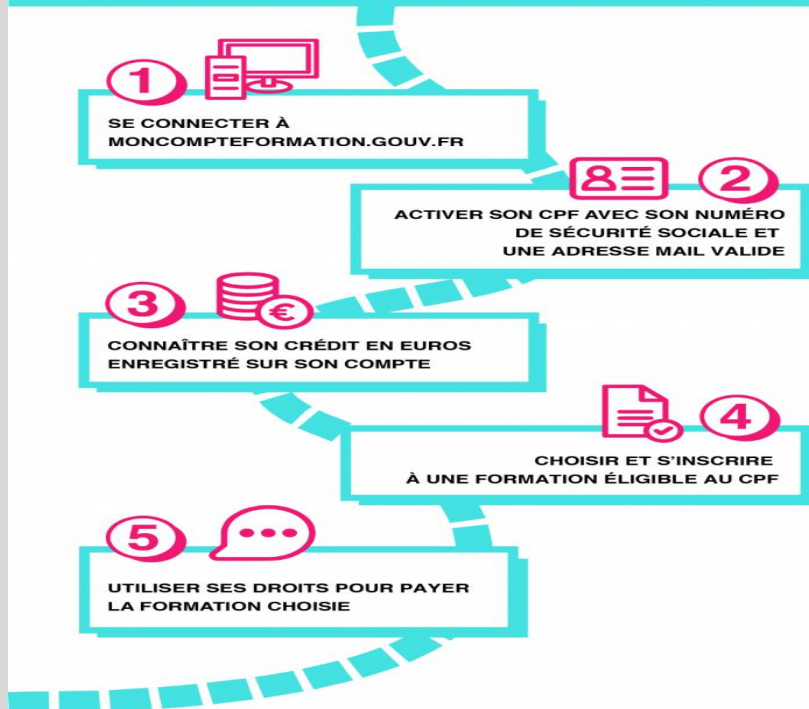 1
SE CONNECTER À
MONCOMPTEFORMATION.GOUV.FR
2
ACTIVER SON CPF AVEC SON NUMÉRO
DE SÉCURITÉ SOCIALE ET
UNE ADRESSE MAIL VALIDE
3
€
CONNAÎTRE SON CRÉDIT EN EUROS
ENREGISTRÉ SUR SON COMPTE
4
CHOISIR ET S'INSCRIRE
À UNE FORMATION ÉLIGIBLE AU CPF
5
UTILISER SES DROITS POUR PAYER
LA FORMATION CHOISIE